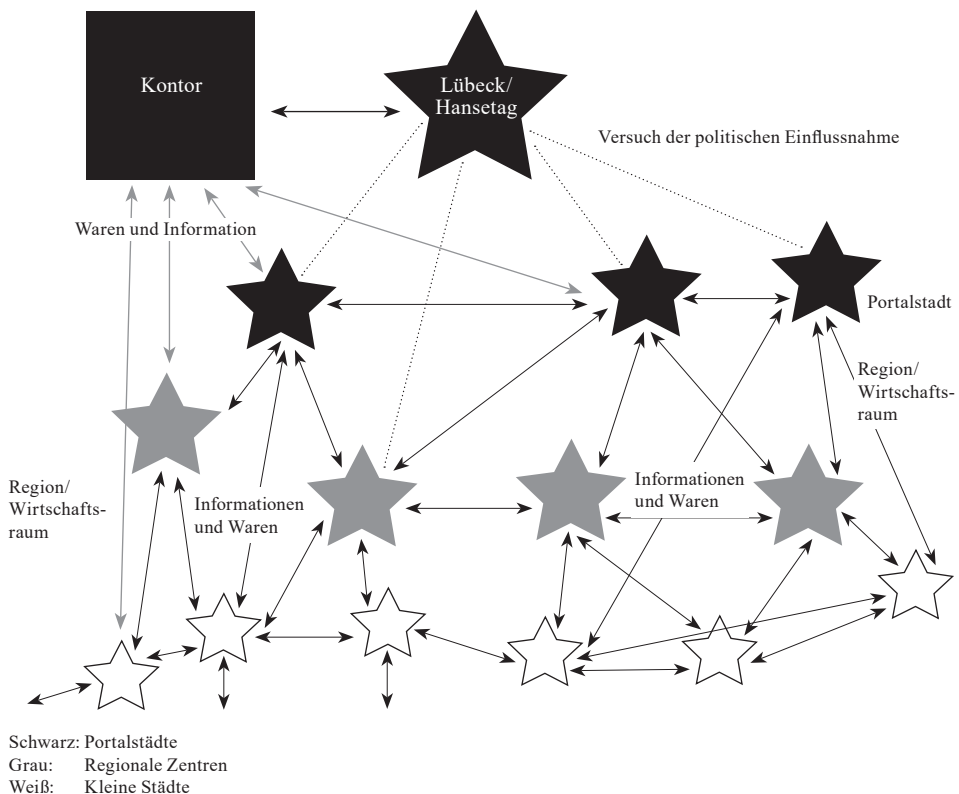 Kontor
Lübeck/
Hansetag
Versuch der politischen Einflussnahme
Waren und Information
Portalstadt
Region/
Wirtschafts-
raum
Region/
Wirtschafts-
raum
Informationen
und Waren
Informationen
und Waren
Schwarz: Portalstädte
Grau: Regionale Zentren
Weiß: Kleine Städte